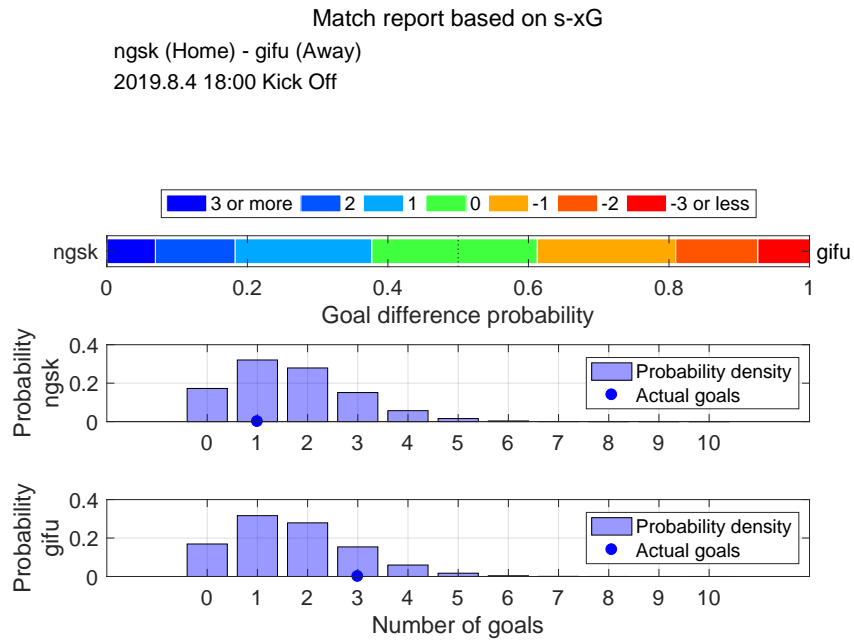 Match report based on s-xG
ngsk (Home) - gifu (Away)
2019.8.4 18:00 Kick Off
3 or more 2 1 0 -1 -2 -3 or less
ngsk gifu
0 0.2 0.4 0.6 0.8 1
Goal difference probability
Probability
ngsk
0.4
0.2
0
Probability density
Actual goals
0 1 2 3 4 5 6 7 8 9 10
Probability
gifu
0.4
0.2
0
Probability density
Actual goals
0 1 2 3 4 5 6 7 8 9 10
Number of goals